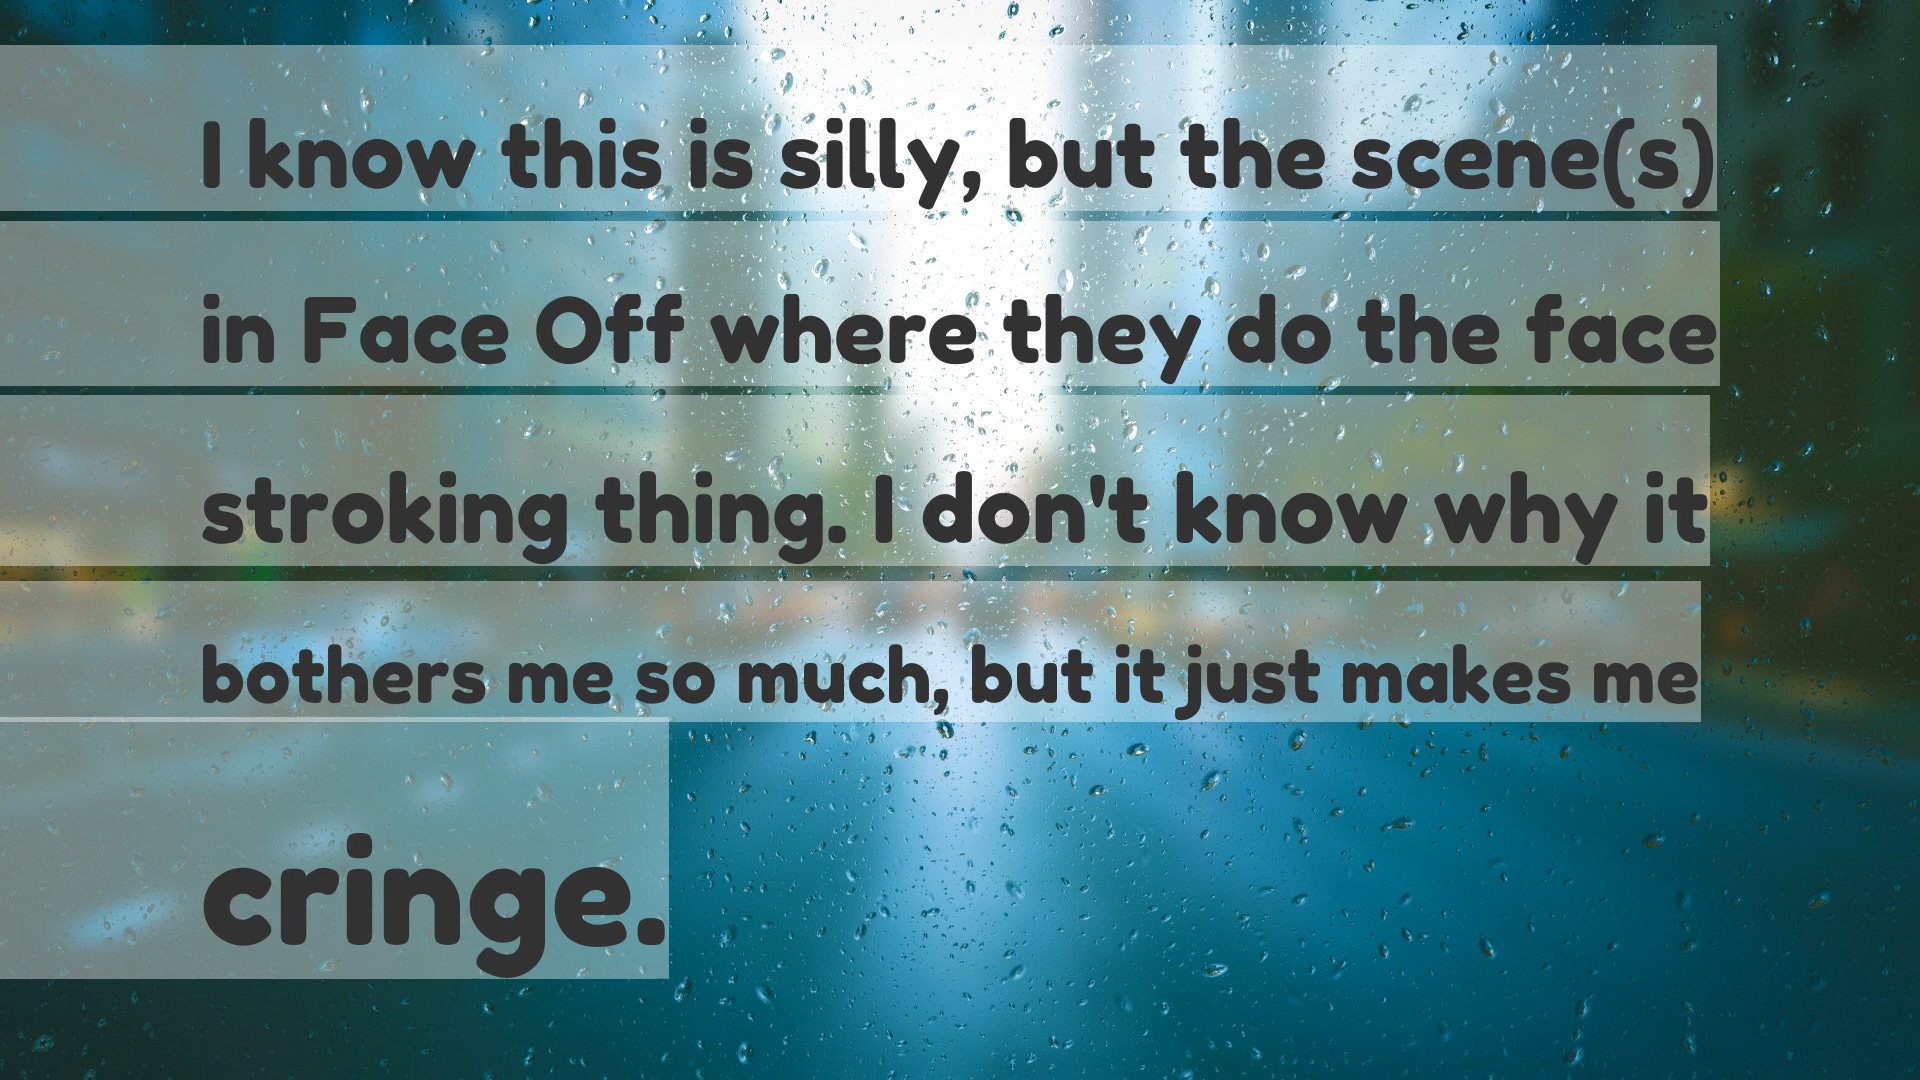 I know this is silly, but the scene(s)
in Face Off where they do the face
stroking thing. I don't know why it
bothers me so much, but it just makes me
cringe.